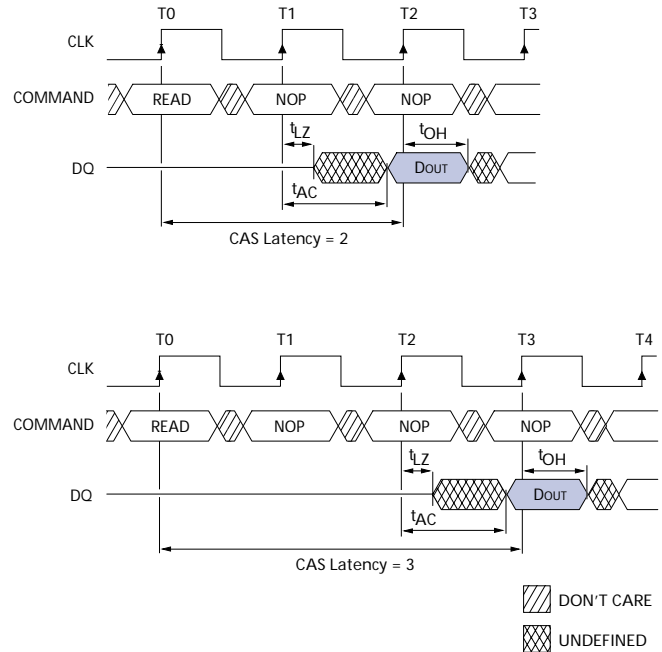 T0 T1 T2 T3
CLK
COMMAND READ NOP NOP
tLZ tOH
DQ DOUT
tAC
CAS Latency = 2
T0 T1 T2 T3 T4
CLK
COMMAND READ NOP NOP NOP
tLZ tOH
DQ DOUT
tAC
CAS Latency = 3
DON'T CARE
UNDEFINED